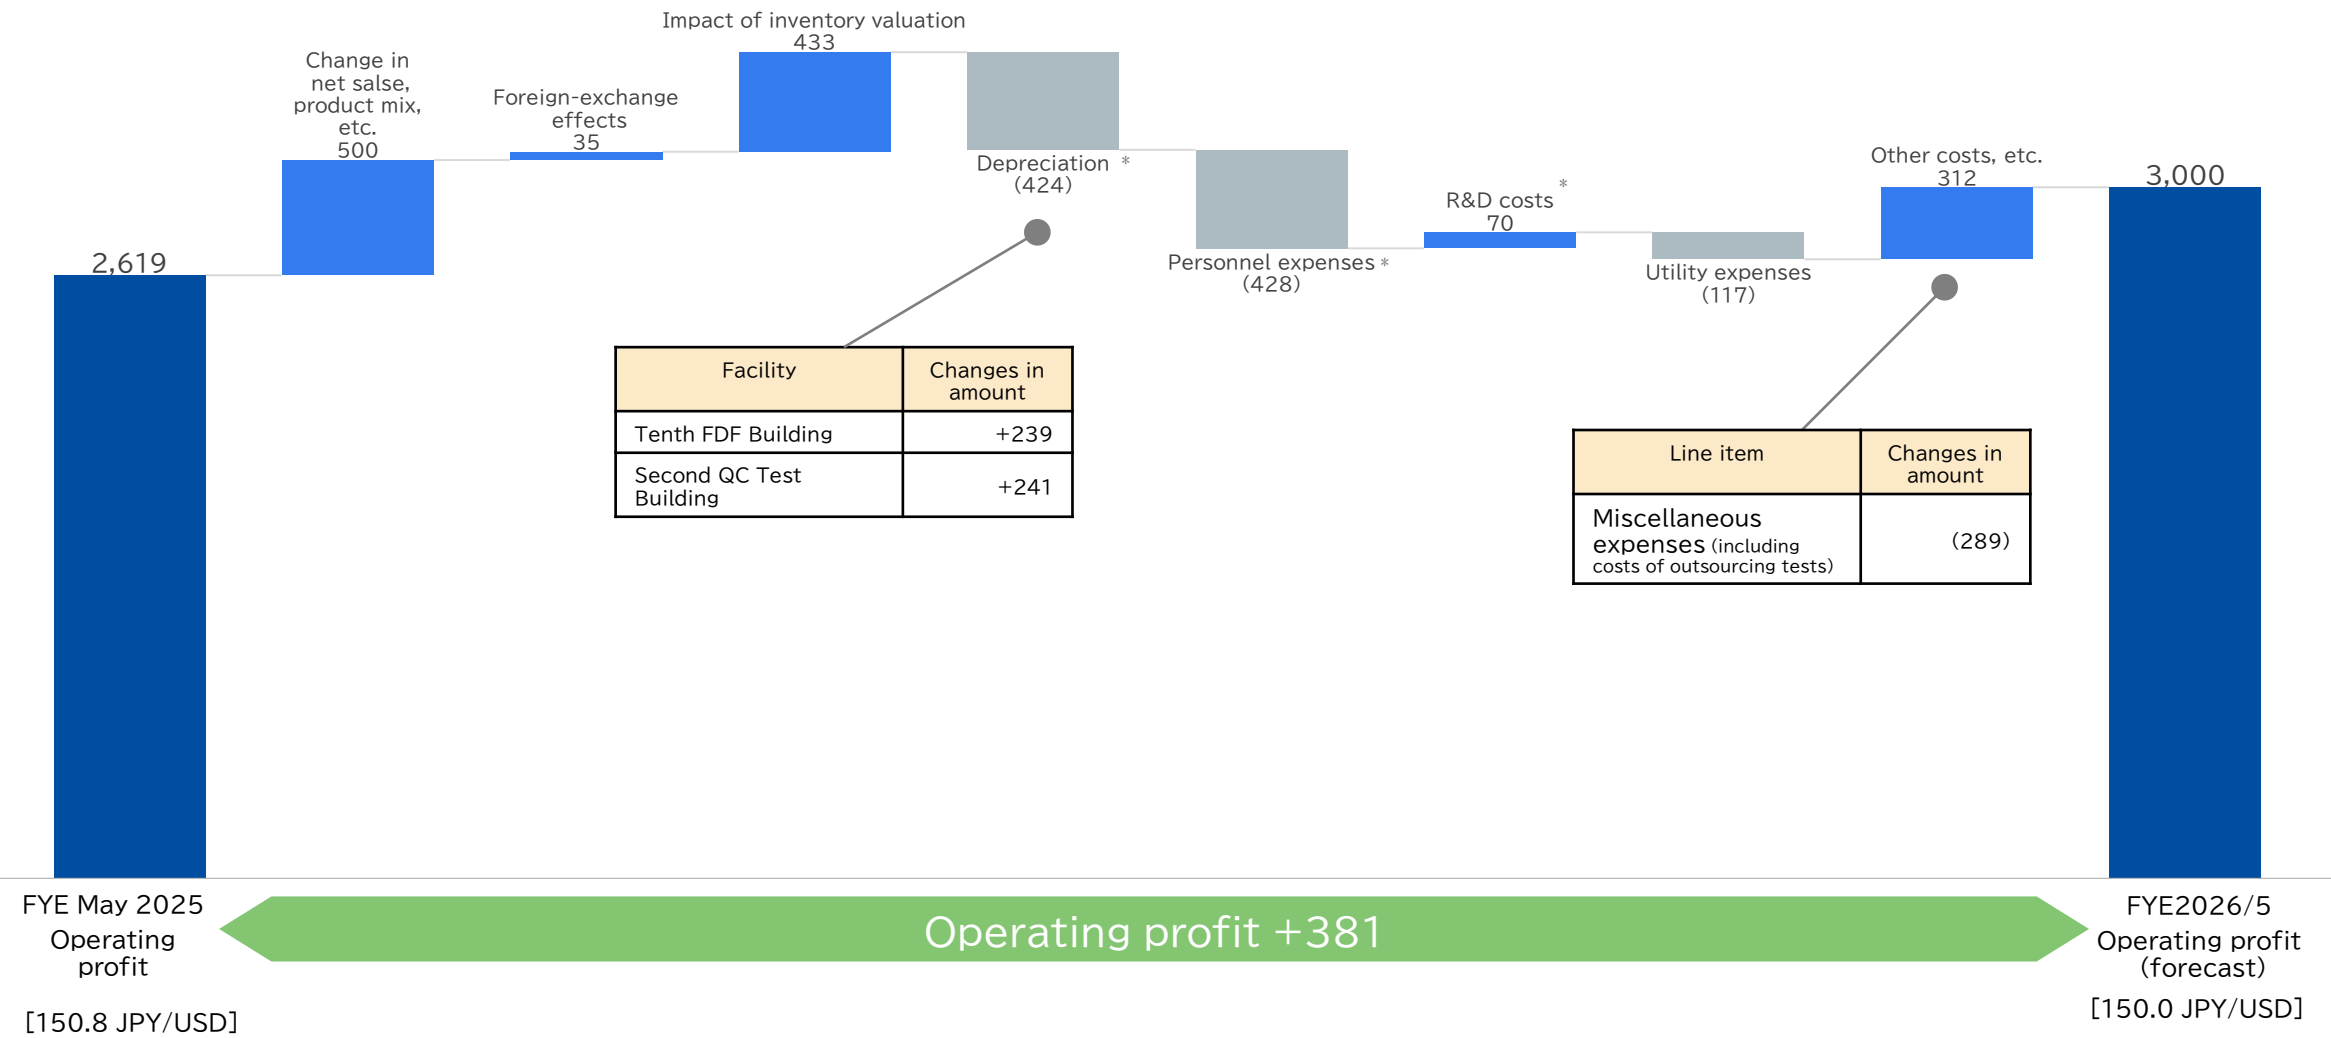 Impact of inventory valuation
433
Change in
net salse,
product mix,
etc.
500
Foreign-exchange
effects
35
Depreciation *
(424)
Personnel expenses *
(428)
R&D costs *
70
Utility expenses
(117)
Other costs, etc.
312
2,619
3,000
Facility
Changes in
amount
Tenth FDF Building
+239
Second QC Test
Building
+241
Line item
Changes in
amount
Miscellaneous
expenses (including
costs of outsourcing tests)
(289)
FYE May 2025
Operating
profit
[150.8 JPY/USD]
Operating profit +381
FYE2026/5
Operating profit
(forecast)
[150.0 JPY/USD]